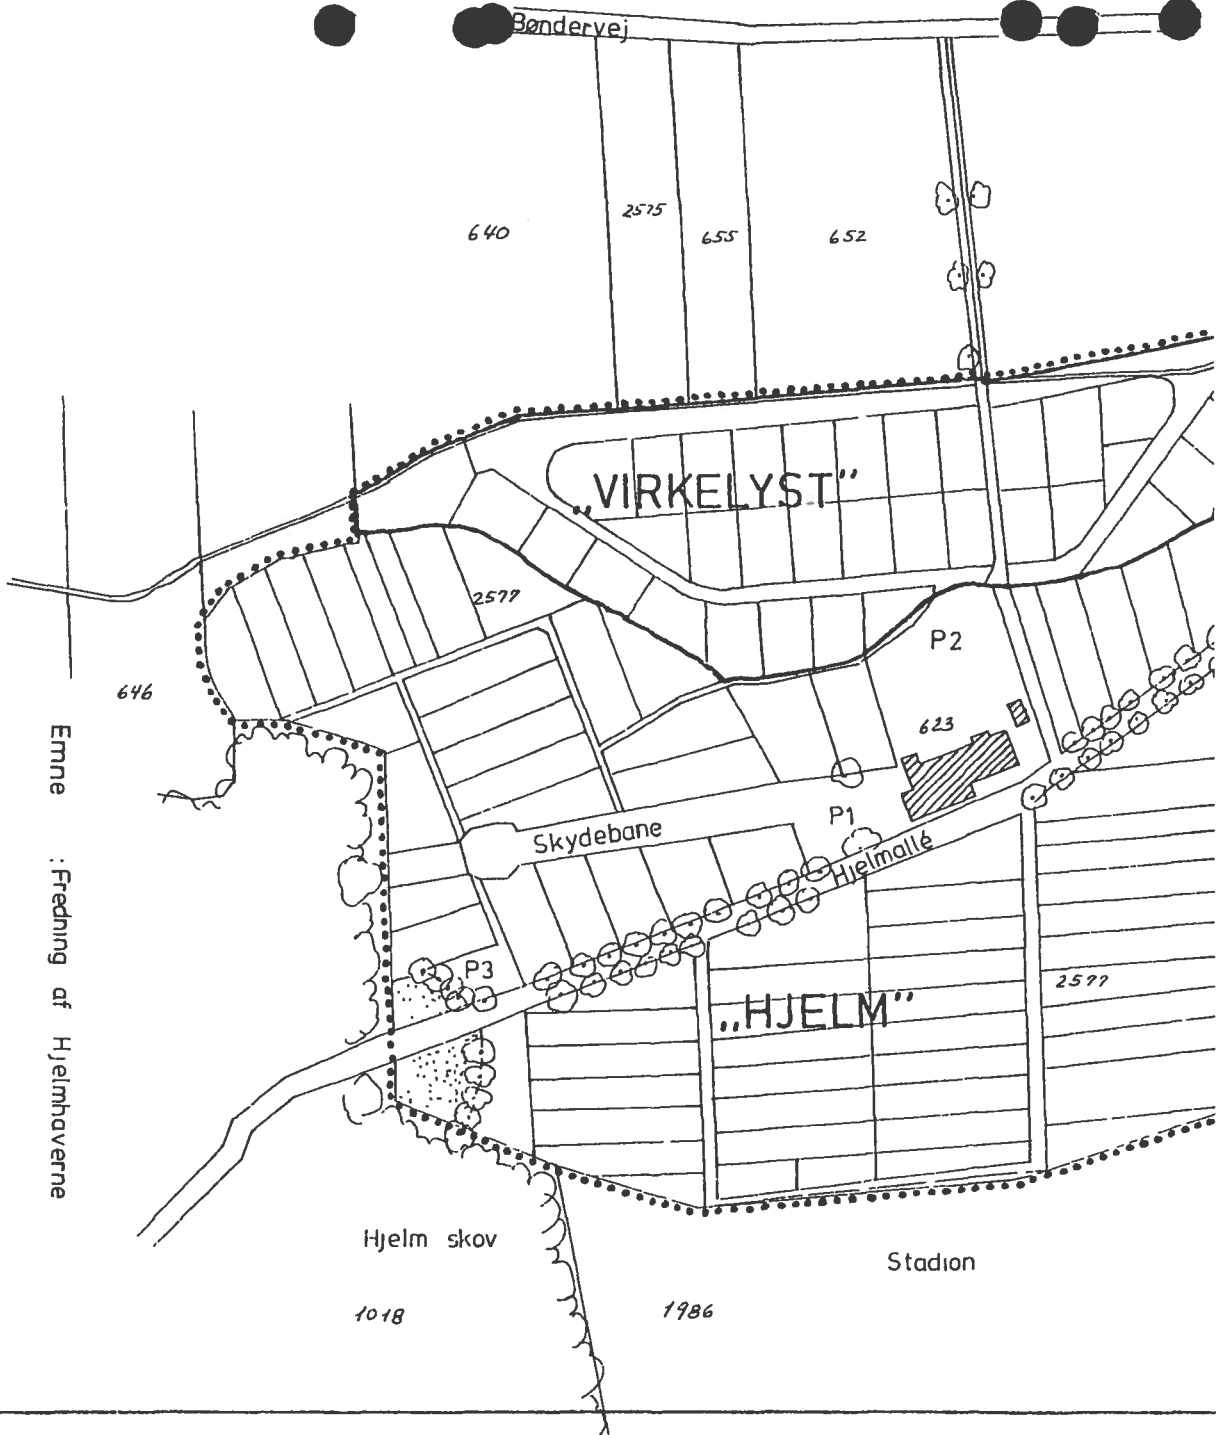 Bøndervej
640
2575
655
652
„VIRKELYST”
2577
646
P2
623
P1
Skydebane
Hjelmallé
P3
2577
„HJELM”
Emne : Fredning af Hjelmhaverne
Hjelm skov
Stadion
1018
1986